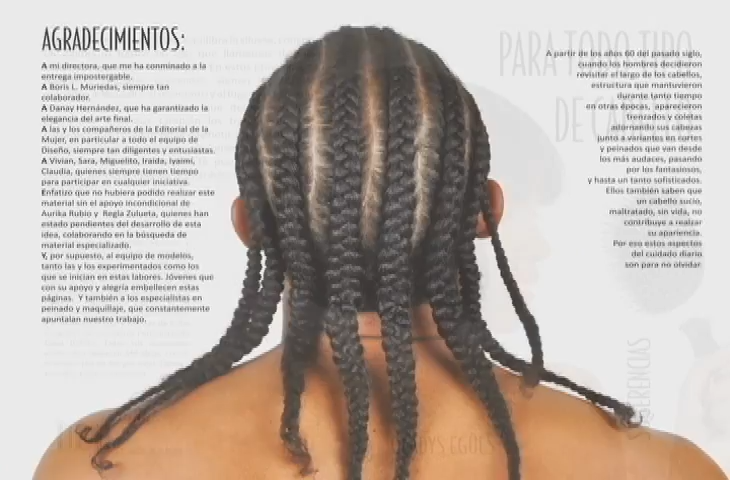 AGRADECIMIENTOS:
A mi directora, que me ha conminado a la
entrega impostergable.
A Boris L. Muriedas, siempre tan
colaborador.
A Danay Hernández, que ha garantizado la
elegancia del arte final.
A las y los compañeros de la Editorial de la
Mujer, en particular a todo el equipo de
Diseño, siempre tan diligentes y entusiastas.
A Vivian, Sara, Miguelito, Iraida, Iyaimí,
Claudia, quienes siempre tienen tiempo
para participar en cualquier iniciativa.
Enfatizo que no hubiera podido realizar este
material sin el apoyo incondicional de
Aurika Rubio y Regla Zulueta, quienes han
estado pendientes del desarrollo de esta
idea, colaborando en la búsqueda de
material especializado.
Y, por supuesto, al equipo de modelos,
tanto las y los experimentados como los
que se inician en estas labores. Jóvenes que
con su apoyo y alegría embellecen estas
páginas. Y también a los especialistas en
peinado y maquillaje, que constantemente
apuntalan nuestro trabajo.
PARA TODO TIPO
DE
A partir de los años 60 del pasado siglo,
cuando los hombres decidieron
revisitar el largo de los cabellos,
estructura que mantuvieron
durante tanto tiempo
en otras épocas, aparecieron
trenzados y coletas
adornando sus cabezas
junto a variantes en cortes
y peinados que van desde
los más audaces, pasando
por los fantasiosos,
y hasta un tanto sofisticados.
Ellos también saben que
un cabello sucio,
maltratado, sin vida, no
contribuye a realzar
su apariencia.
Por eso estos aspectos
del cuidado diario
son para no olvidar.
SUGERENCIAS
GLADYS EGÜES